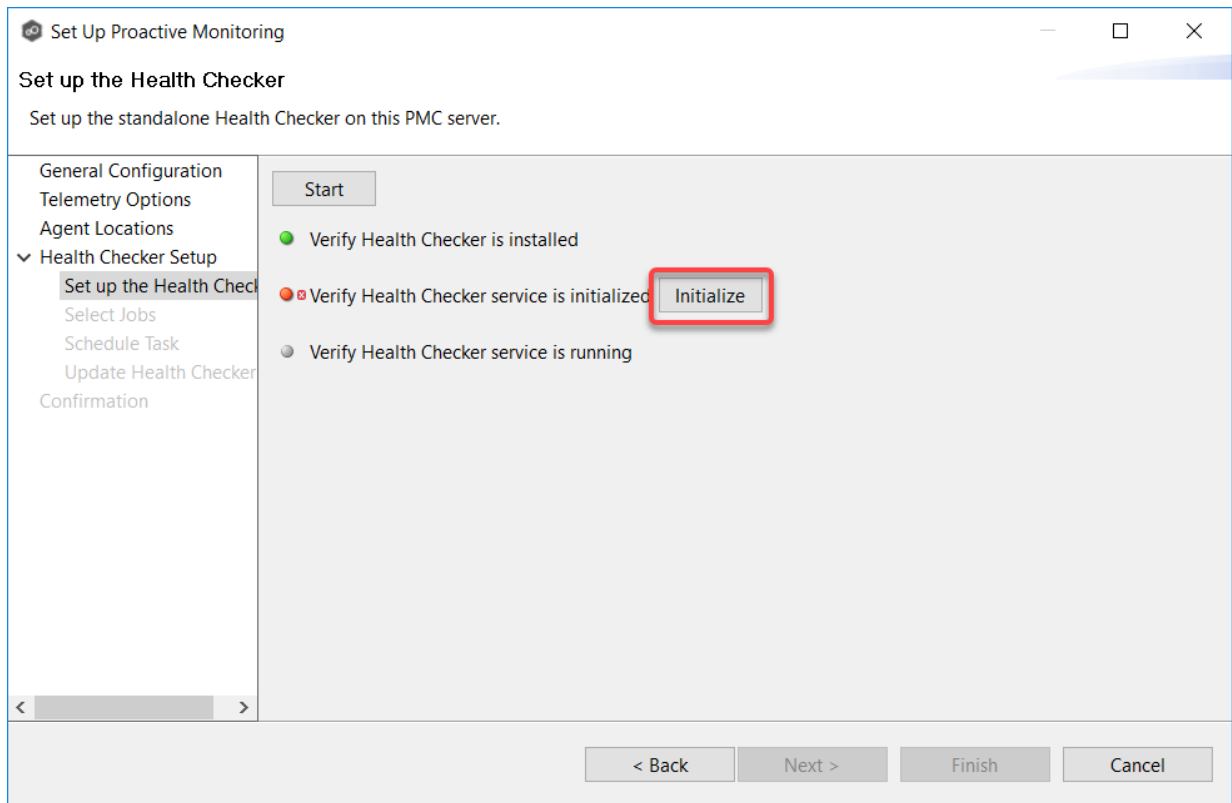 Set Up Proactive Monitoring
Set up the Health Checker
Set up the standalone Health Checker on this PMC server.
General Configuration
Telemetry Options
Agent Locations
Health Checker Setup
Set up the Health Check
Select Jobs
Schedule Task
Update Health Checker
Confirmation
Start
Verify Health Checker is installed
Verify Health Checker service is initialized Initialize
Verify Health Checker service is running
< Back Next > Finish Cancel